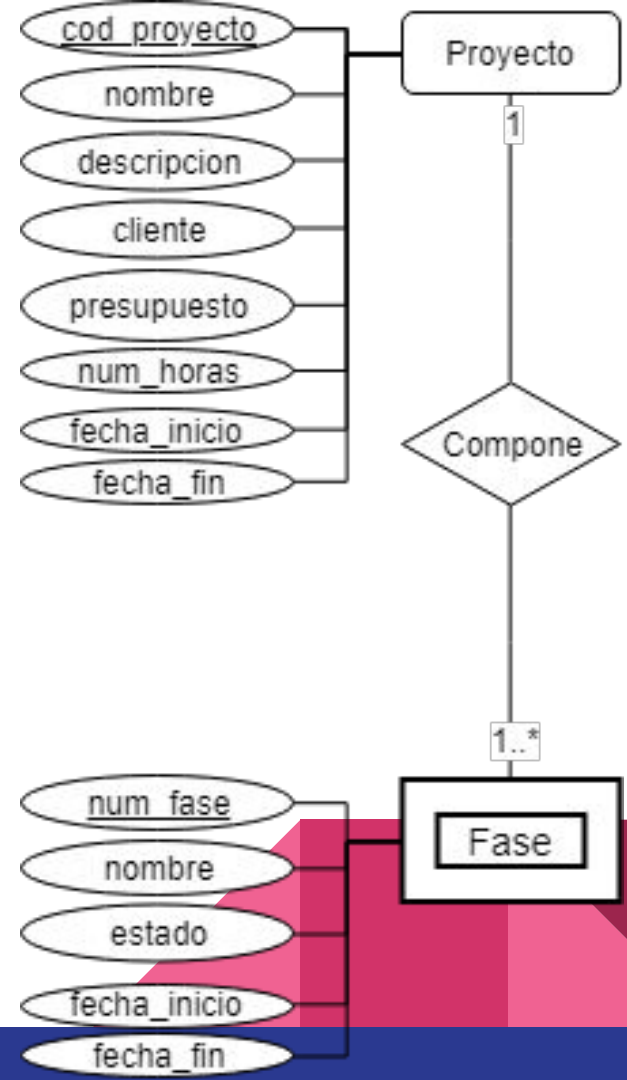 cod_proyecto
Proyecto
nombre
1
descripcion
cliente
presupuesto
num_horas
fecha_inicio
Compone
fecha_fin
1..*
num_fase
Fase
nombre
estado
fecha_inicio
fecha_fin